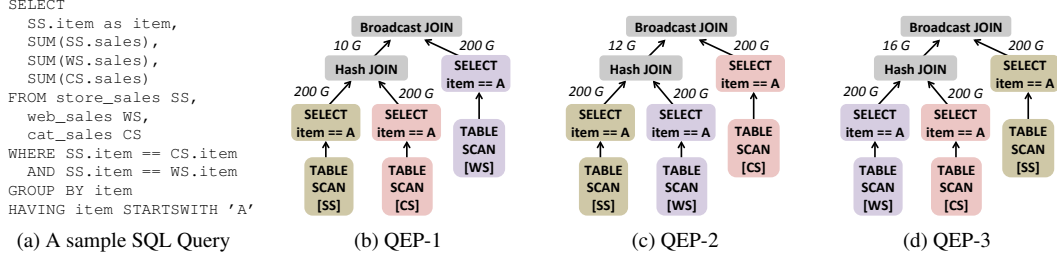 SELECT
SS.item as item,
SUM(SS.sales),
SUM(WS.sales),
SUM(CS.sales)
FROM store_sales SS,
web_sales WS,
cat_sales CS
WHERE SS.item == CS.item
AND SS.item == WS.item
GROUP BY item
HAVING item STARTSWITH ’A’
(a) A sample SQL Query
Broadcast JOIN
10 G
200 G
Hash JOIN
SELECT
item == A
200 G
200 G
SELECT
item == A
SELECT
item == A
TABLE
SCAN
[WS]
TABLE
SCAN
[SS]
TABLE
SCAN
[CS]
(b) QEP-1
Broadcast JOIN
12 G
200 G
Hash JOIN
SELECT
item == A
200 G
200 G
SELECT
item == A
SELECT
item == A
TABLE
SCAN
[CS]
TABLE
SCAN
[SS]
TABLE
SCAN
[WS]
(c) QEP-2
Broadcast JOIN
16 G
200 G
Hash JOIN
SELECT
item == A
200 G
200 G
SELECT
item == A
SELECT
item == A
TABLE
SCAN
[SS]
TABLE
SCAN
[WS]
TABLE
SCAN
[CS]
(d) QEP-3